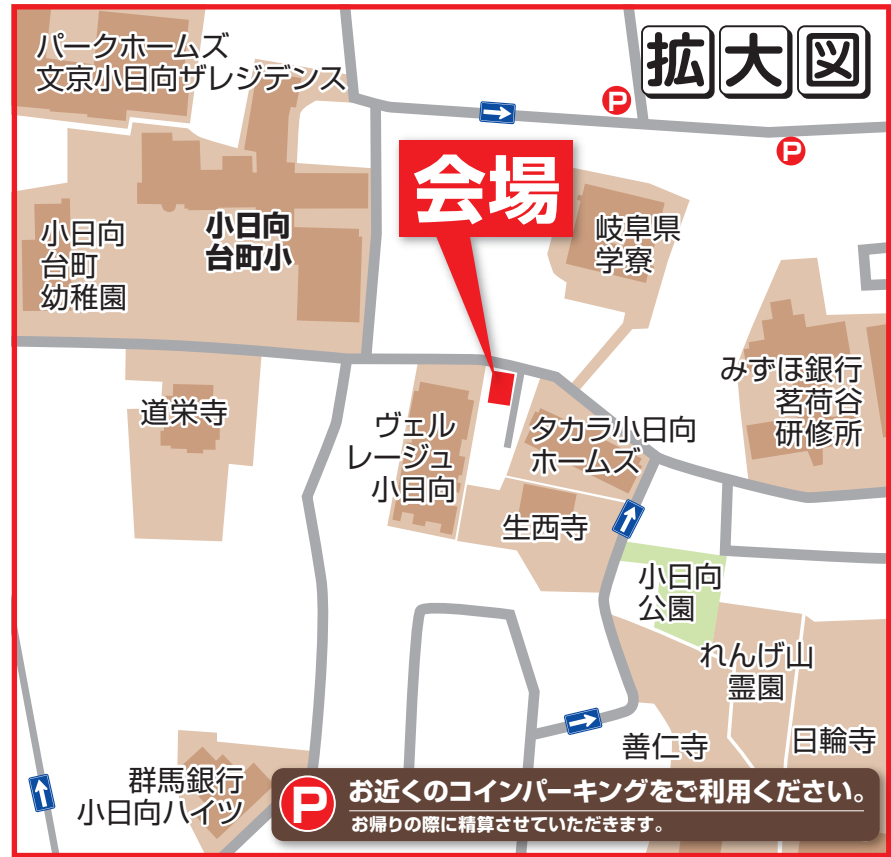 パークホームズ
文京小日向ザレジデンス
拡大図
P
P
会場
小日向
台町
幼稚園
小日向
台町小
岐阜県
学寮
みずほ銀行
茗荷谷
研修所
道栄寺
ヴェル
レージュ
小日向
タカラ小日向
ホームズ
生西寺
小日向
公園
れんげ山
霊園
善仁寺
日輪寺
群馬銀行
小日向ハイツ
P
お近くのコインパーキングをご利用ください。
お帰りの際に精算させていただきます。